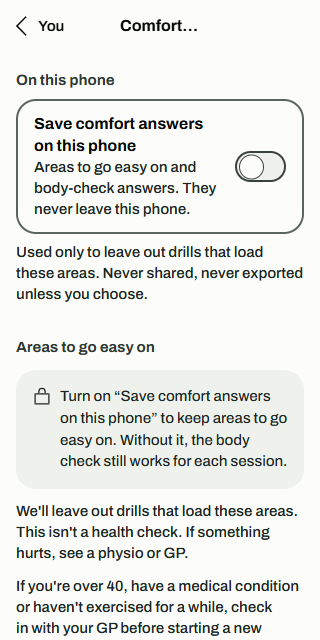 You
Comfort...
On this phone
Save comfort answers
on this phone
Areas to go easy on and
body-check answers. They
never leave this phone.
Used only to leave out drills that load
these areas. Never shared, never exported
unless you choose.
Areas to go easy on
Turn on “Save comfort answers
on this phone” to keep areas to go
easy on. Without it, the body
check still works for each session.
We'll leave out drills that load these areas.
This isn't a health check. If something
hurts, see a physio or GP.
If you're over 40, have a medical condition
or haven't exercised for a while, check
in with your GP before starting a new